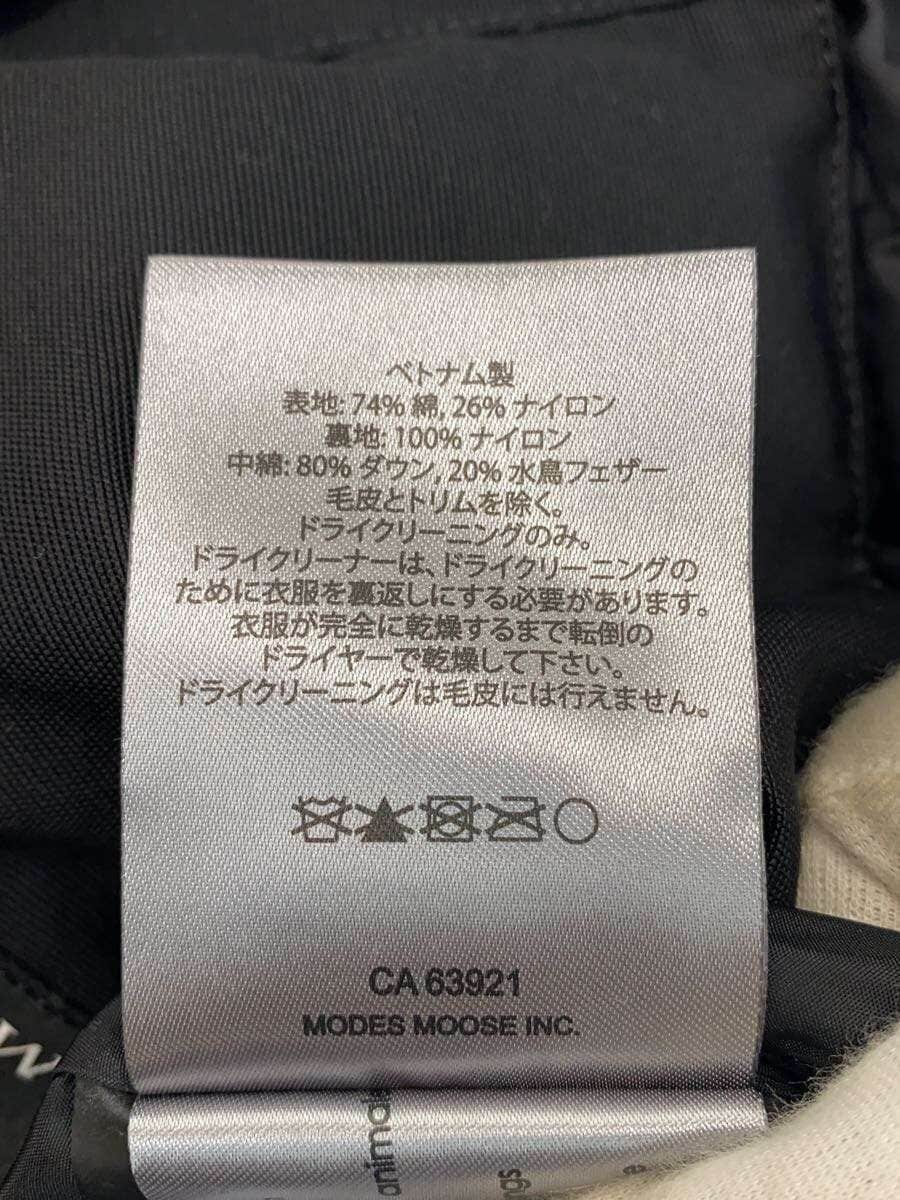 ベトナム製
表地: 74% 綿, 26% ナイロン
裏地: 100% ナイロン
中綿: 80% ダウン, 20% 水鳥フェザー
毛皮とトリムを除く。
ドライクリーニングのみ。
ドライクリーナーは、ドライクリーニングの
ために衣服を裏返しにする必要があります。
衣服が完全に乾燥するまで転倒の
ドライヤーで乾燥して下さい。
ドライクリーニングは毛皮には行えません。
CA 63921
MODES MOOSE INC.